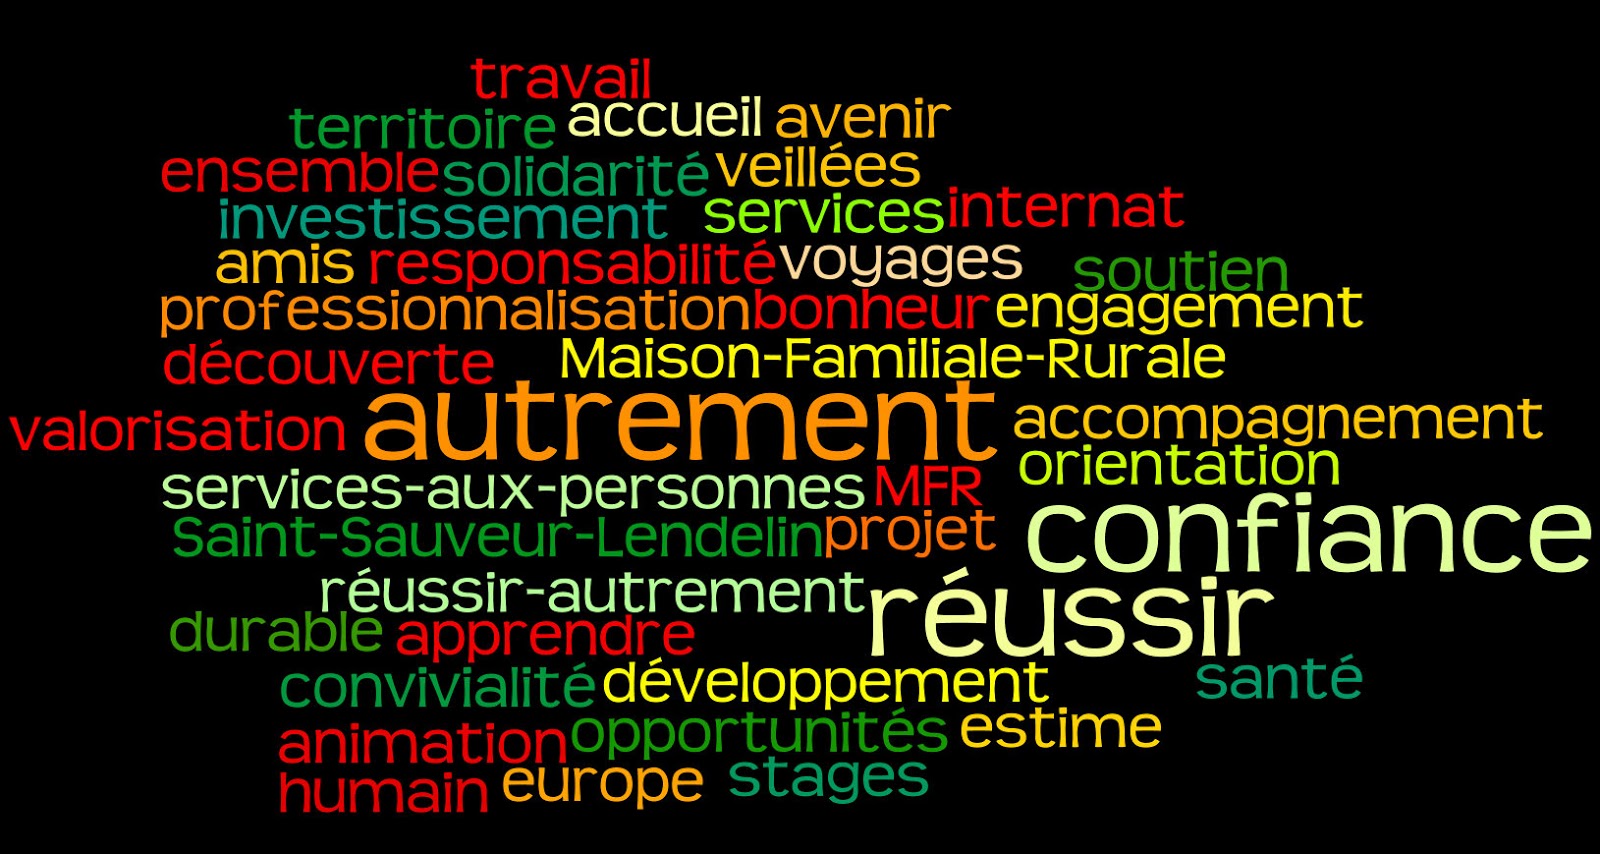 travail
territoire accueil avenir
ensemble solidarité veillées
investissement services internat
amis responsabilité voyages soutien
professionnalisation bonheur engagement
découverte Maison-Familiale-Rurale
valorisation autrement accompagnement
services-aux-personnes MFR orientation
Saint-Sauveur-Lendelin projet confiance
réussir-autrement réussir
durable apprendre
convivialité développement santé
animation opportunités estime
humain europe stages